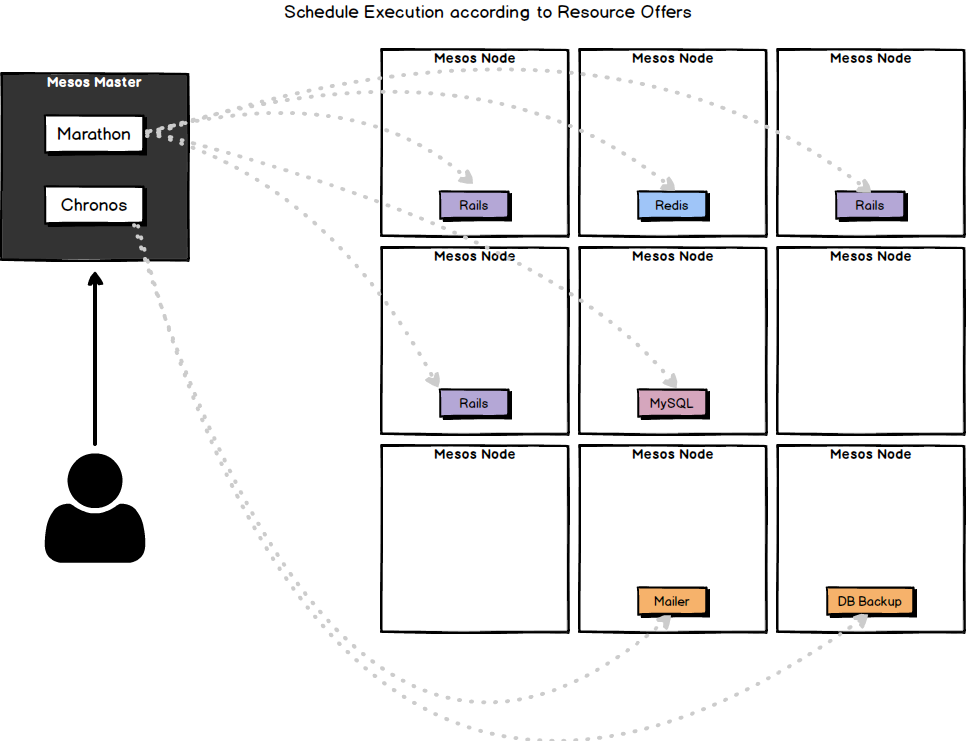 Schedule Execution according to Resource Offers
Mesos Master
Marathon
Chronos
Mesos Node
Rails
Mesos Node
Redis
Mesos Node
Rails
Mesos Node
Rails
Mesos Node
MySQL
Mesos Node
Mesos Node
Mesos Node
Mailer
Mesos Node
DB Backup